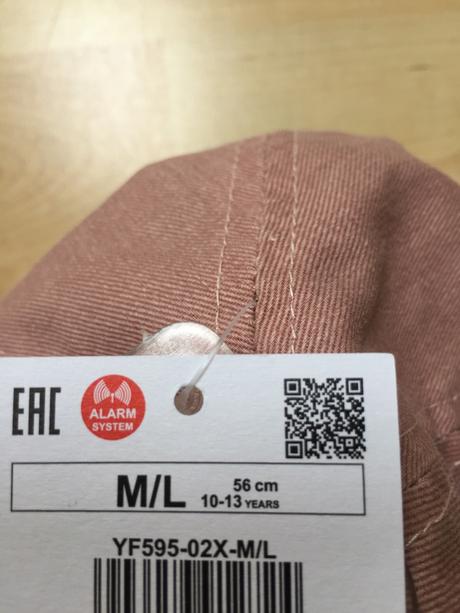 EAC
ALARM
SYSTEM
M/L
56 cm
10-13 YEARS
YF595-02X-M/L